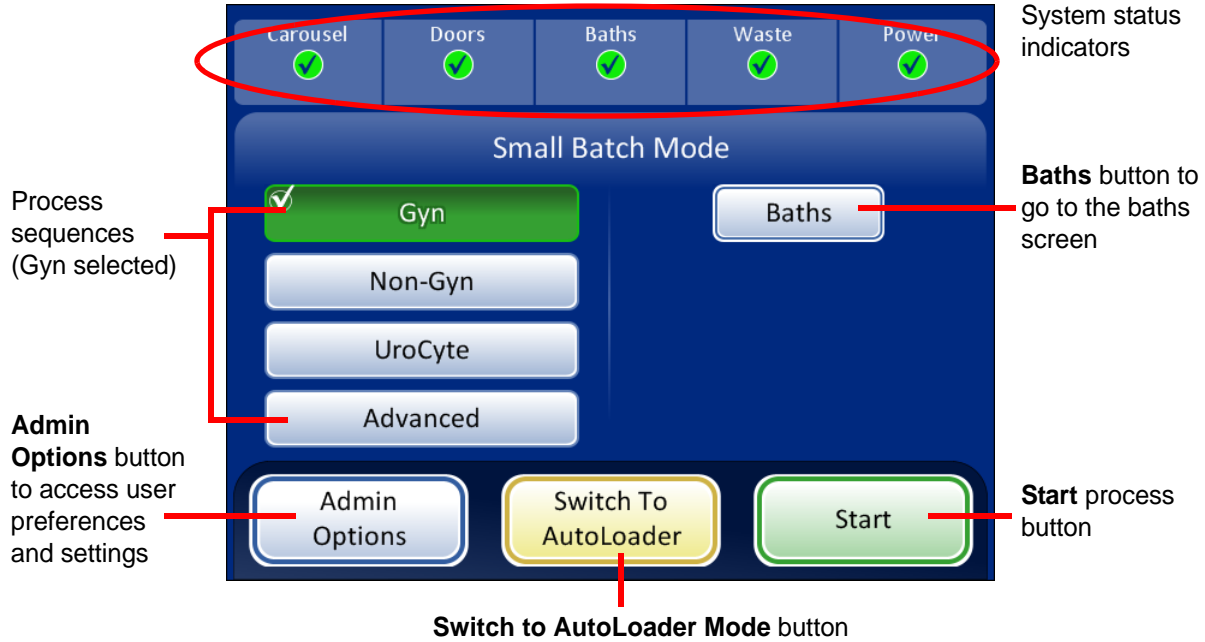 System status
indicators
Carousel
Doors
Baths
Waste
Power
Small Batch Mode
Process
sequences
(Gyn selected)
Gyn
Non-Gyn
UroCyte
Advanced
Baths
Baths button to
go to the baths
screen
Admin
Options button
to access user
preferences
and settings
Admin
Options
Switch To
AutoLoader
Start
Start process
button
Switch to AutoLoader Mode button